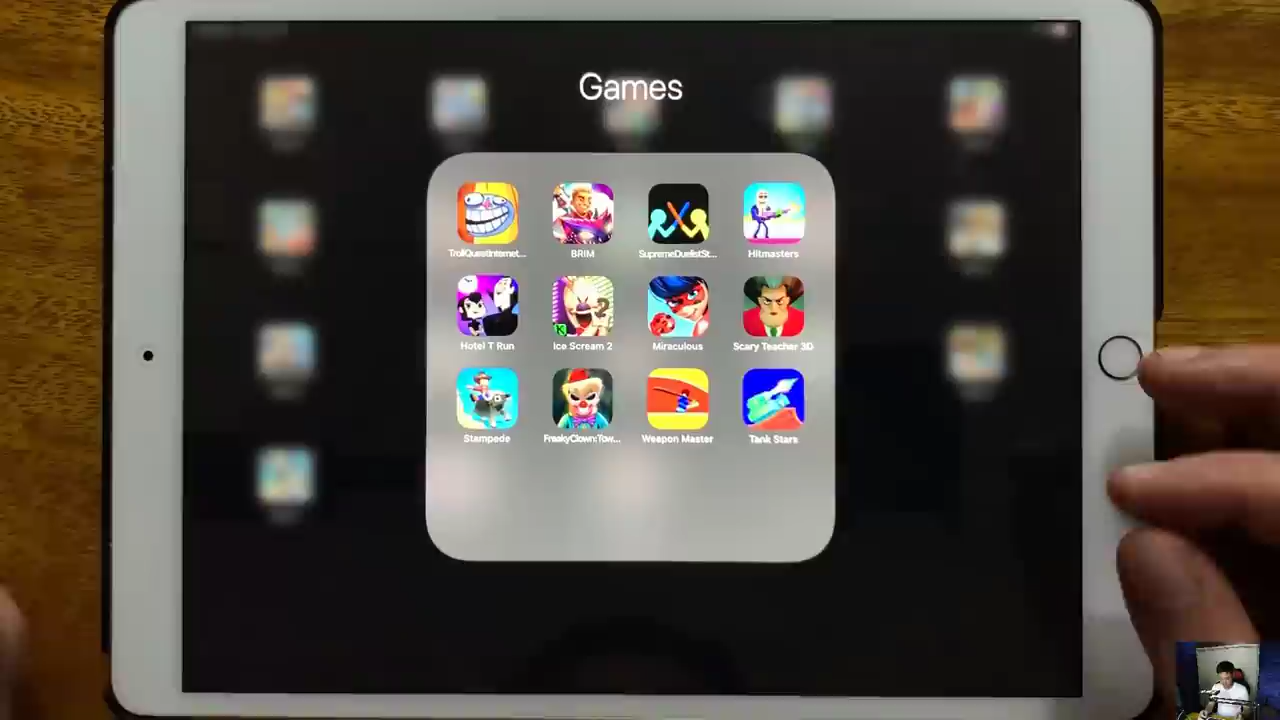 Games
TrollQuestInternet...
BRIM
SupremeDuelistSt...
Hitmasters
Hotel T Run
Ice Scream 2
Miraculous
Scary Teacher 3D
Stampede
FreakyClown:Tow...
Weapon Master
Tank Stars